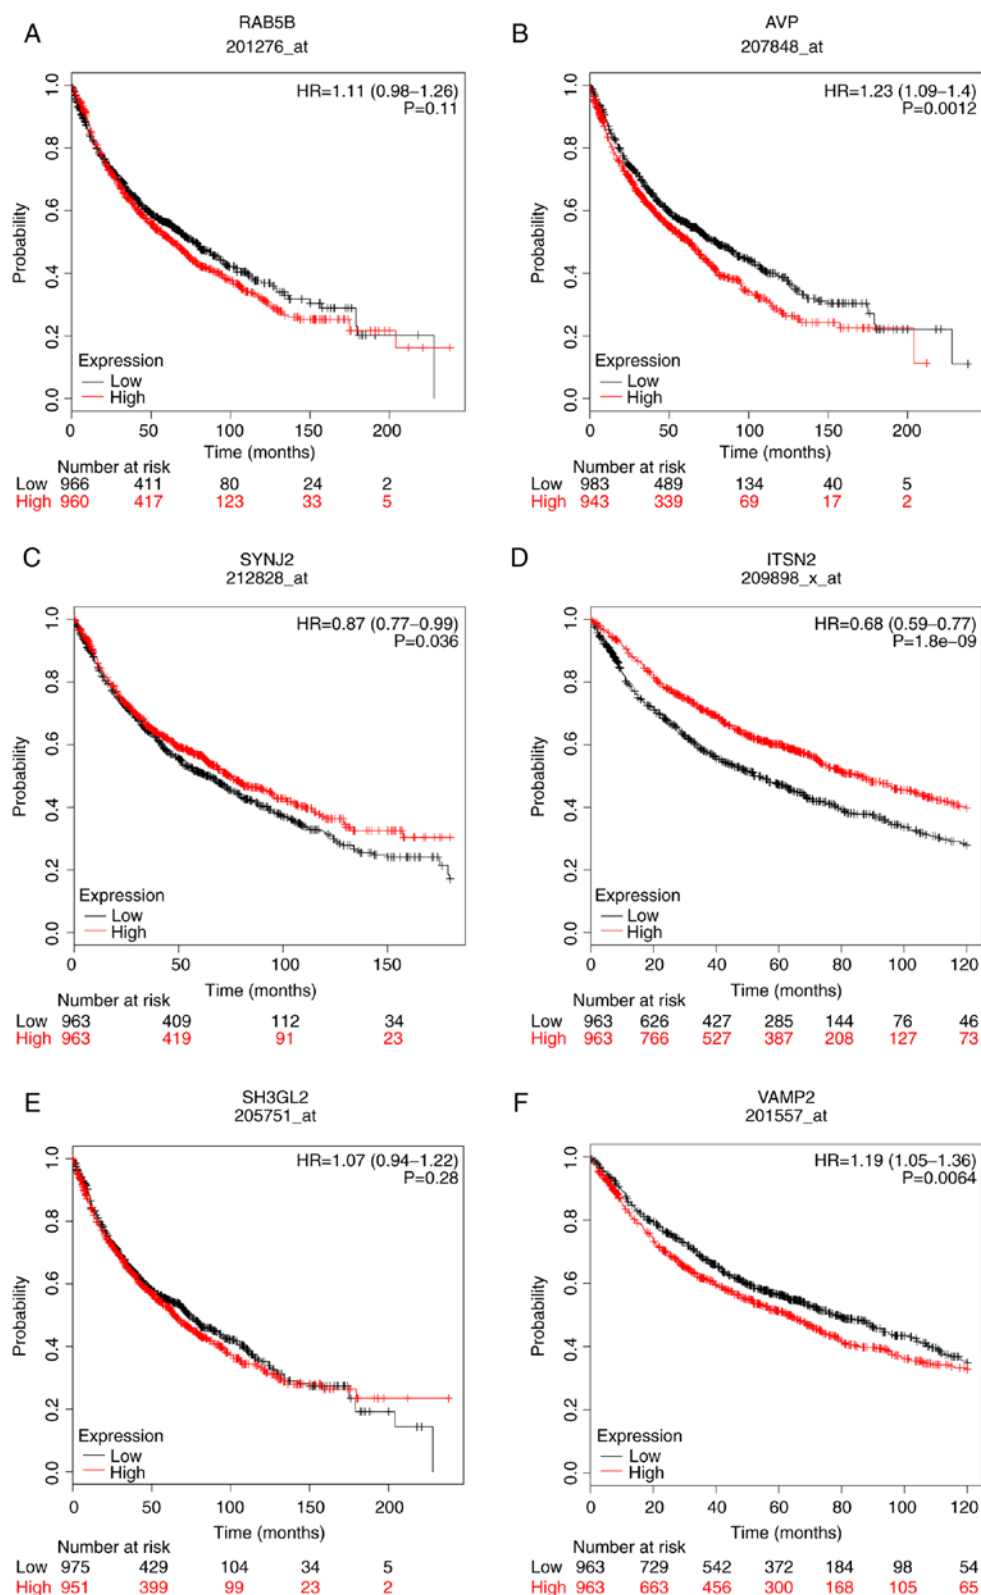 A
RAB5B
201276_at
HR=1.11 (0.98–1.26)
P=0.11
Probability
1.0
0.8
0.6
0.4
0.2
0.0
Expression
Low
High
0 50 100 150 200
Time (months)
Number at risk
Low 966 411 80 24 2
High 960 417 123 33 5
B
AVP
207848_at
HR=1.23 (1.09–1.4)
P=0.0012
Probability
1.0
0.8
0.6
0.4
0.2
0.0
Expression
Low
High
0 50 100 150 200
Time (months)
Number at risk
Low 983 489 134 40 5
High 943 339 69 17 2
C
SYNJ2
212828_at
HR=0.87 (0.77–0.99)
P=0.036
Probability
1.0
0.8
0.6
0.4
0.2
0.0
Expression
Low
High
0 50 100 150
Time (months)
Number at risk
Low 963 409 112 34
High 963 419 91 23
D
ITSN2
209898_x_at
HR=0.68 (0.59–0.77)
P=1.8e-09
Probability
1.0
0.8
0.6
0.4
0.2
0.0
Expression
Low
High
0 20 40 60 80 100 120
Time (months)
Number at risk
Low 963 626 427 285 144 76 46
High 963 766 527 387 208 127 73
E
SH3GL2
205751_at
HR=1.07 (0.94–1.22)
P=0.28
Probability
1.0
0.8
0.6
0.4
0.2
0.0
Expression
Low
High
0 50 100 150 200
Time (months)
Number at risk
Low 975 429 104 34 5
High 951 399 99 23 2
F
VAMP2
201557_at
HR=1.19 (1.05–1.36)
P=0.0064
Probability
1.0
0.8
0.6
0.4
0.2
0.0
Expression
Low
High
0 20 40 60 80 100 120
Time (months)
Number at risk
Low 963 729 542 372 184 98 54
High 963 663 456 300 168 105 65